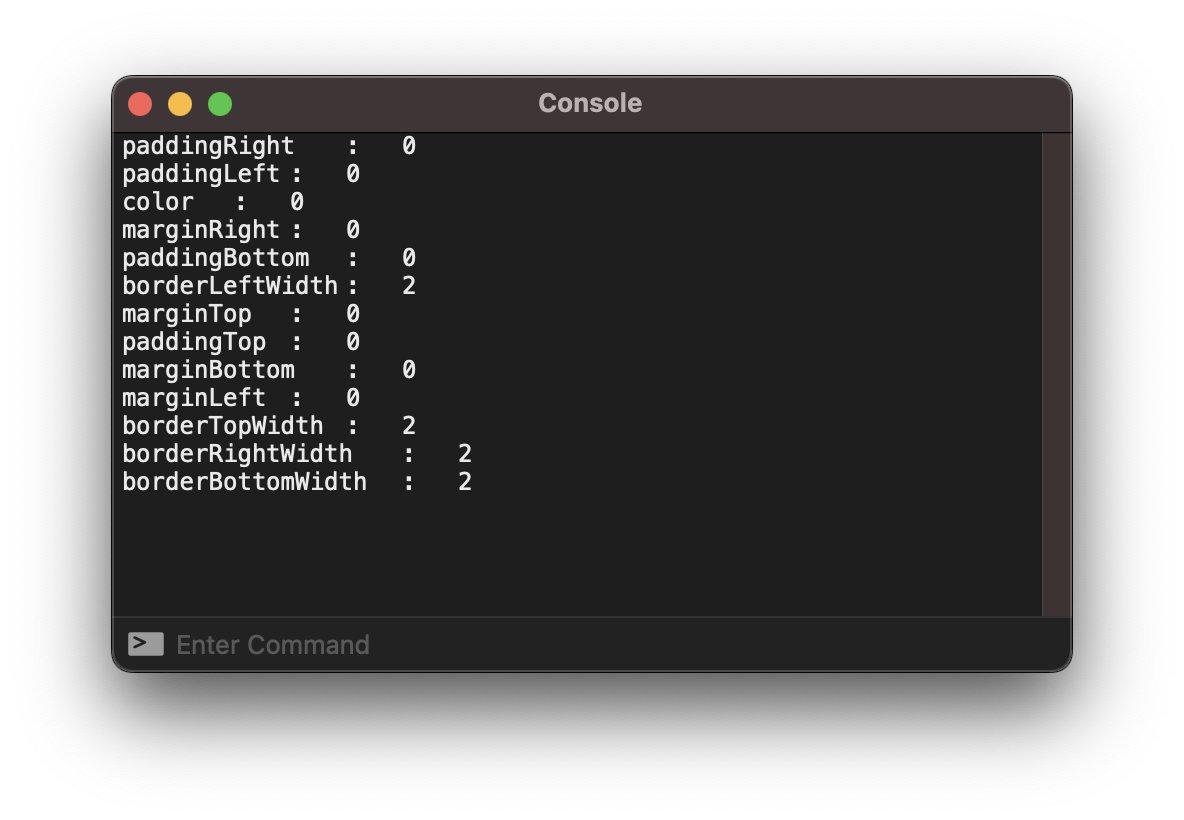 Console
paddingRight : 0
paddingLeft : 0
color : 0
marginRight : 0
paddingBottom : 0
borderLeftWidth : 2
marginTop : 0
paddingTop : 0
marginBottom : 0
marginLeft : 0
borderTopWidth : 2
borderRightWidth : 2
borderBottomWidth : 2
Enter Command